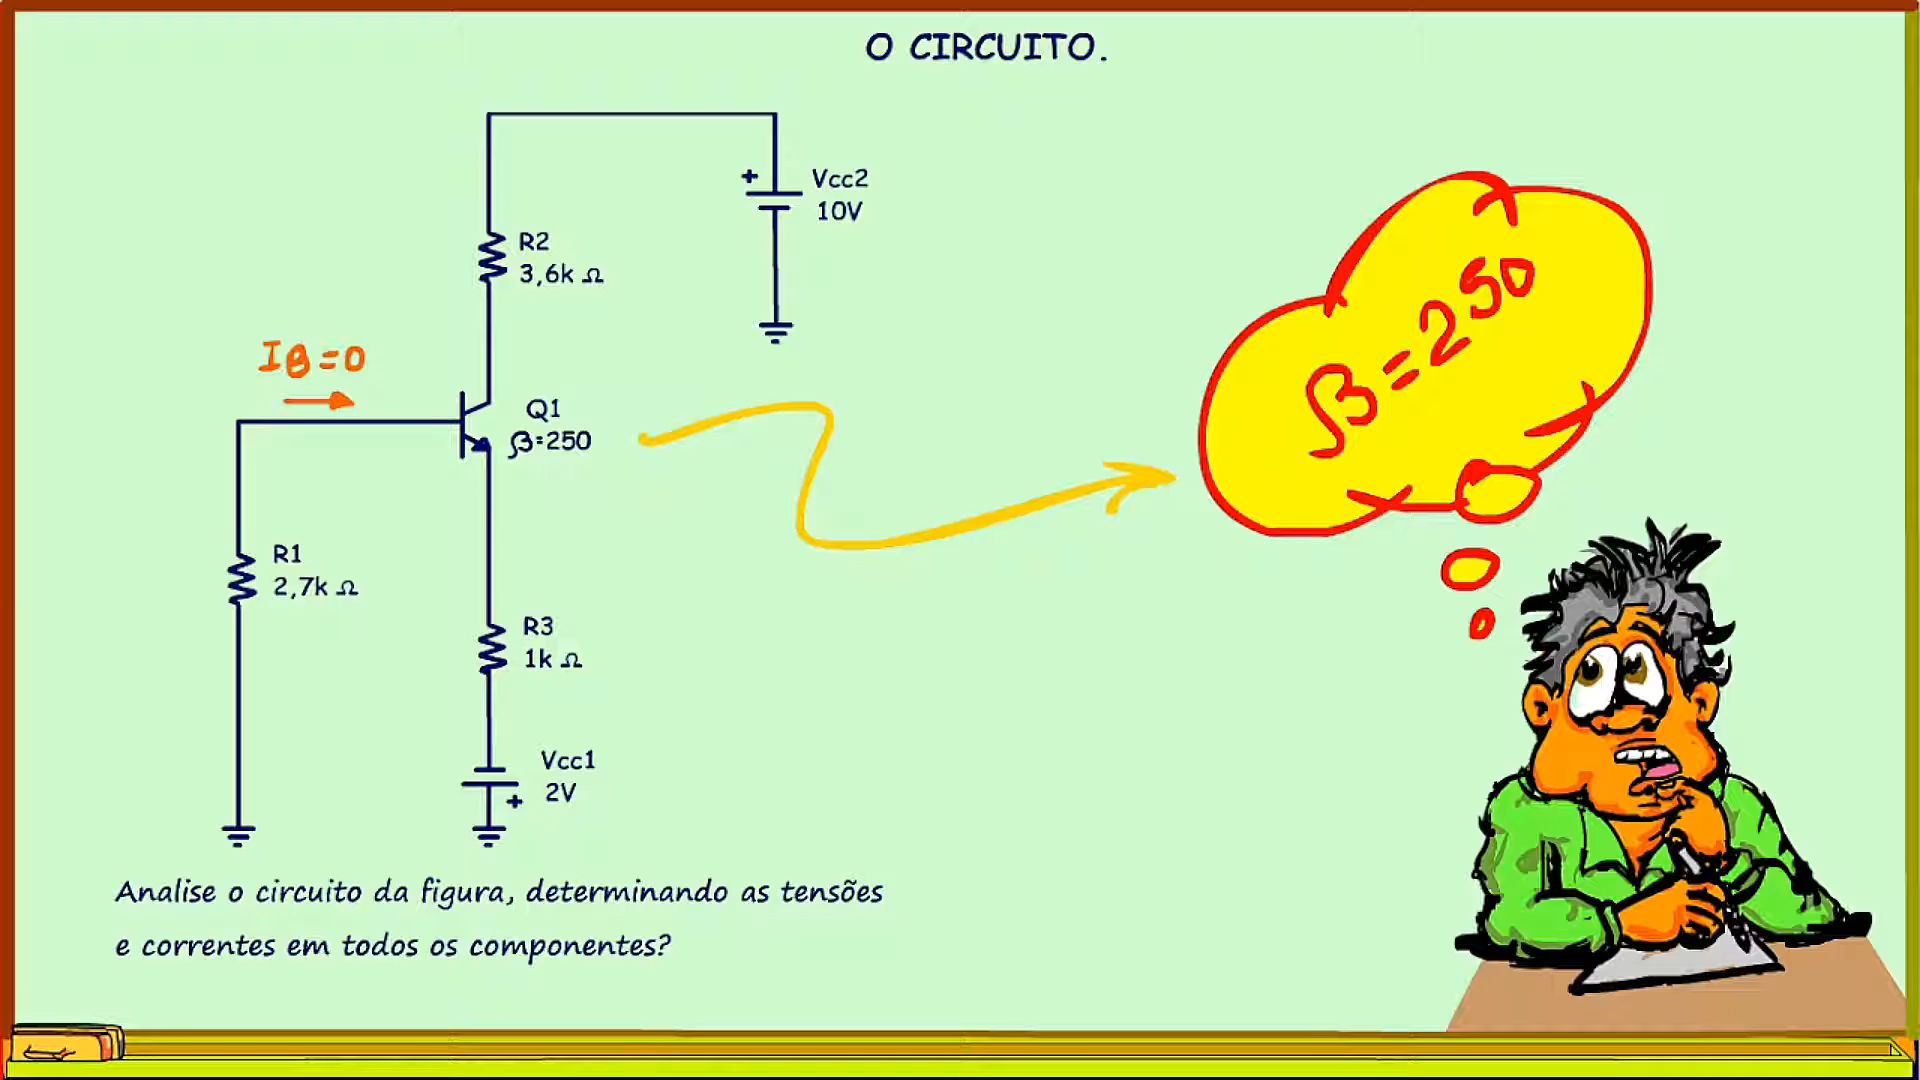 O CIRCUITO.
+
Vcc2
10V
R2
3,6k Ω
β=250
IB=0
Q1
β=250
R1
2,7k Ω
R3
1k Ω
Vcc1
+ 2V
Analise o circuito da figura, determinando as tensões
e correntes em todos os componentes?